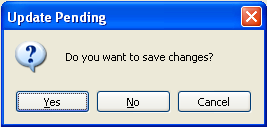 Update Pending
Do you want to save changes?
Yes No Cancel